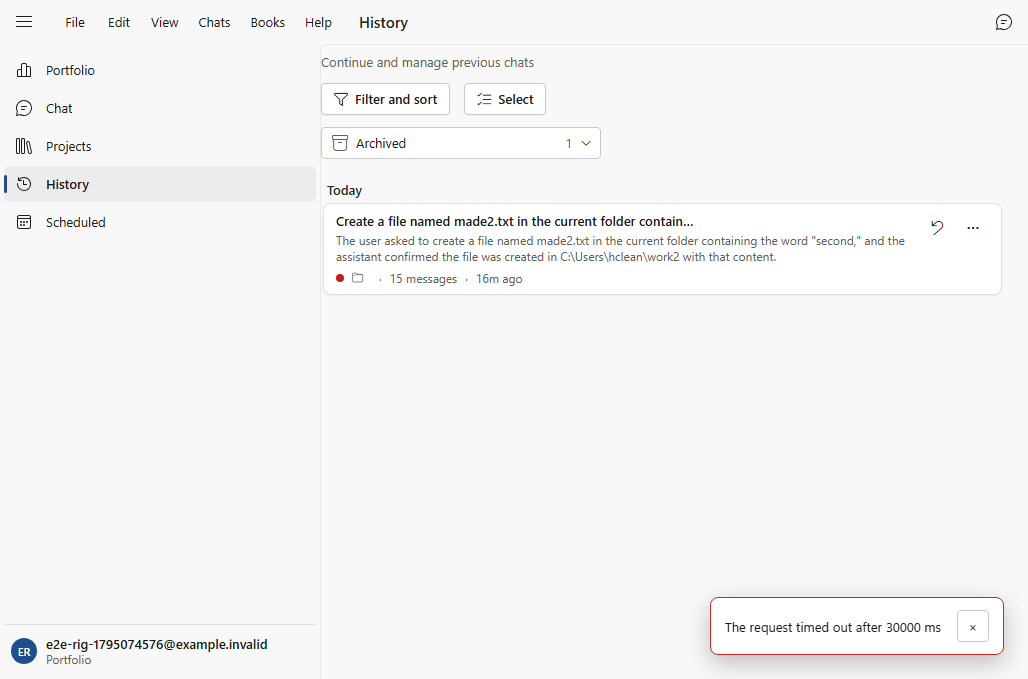 File Edit View Chats Books Help History
Portfolio
Chat
Projects
History
Scheduled
Continue and manage previous chats
Filter and sort Select
Archived 1
Today
Create a file named made2.txt in the current folder contain...
The user asked to create a file named made2.txt in the current folder containing the word "second," and the
assistant confirmed the file was created in C:\Users\hclean\work2 with that content.
· 15 messages · 16m ago
The request timed out after 30000 ms ×
ER e2e-rig-1795074576@example.invalid
Portfolio